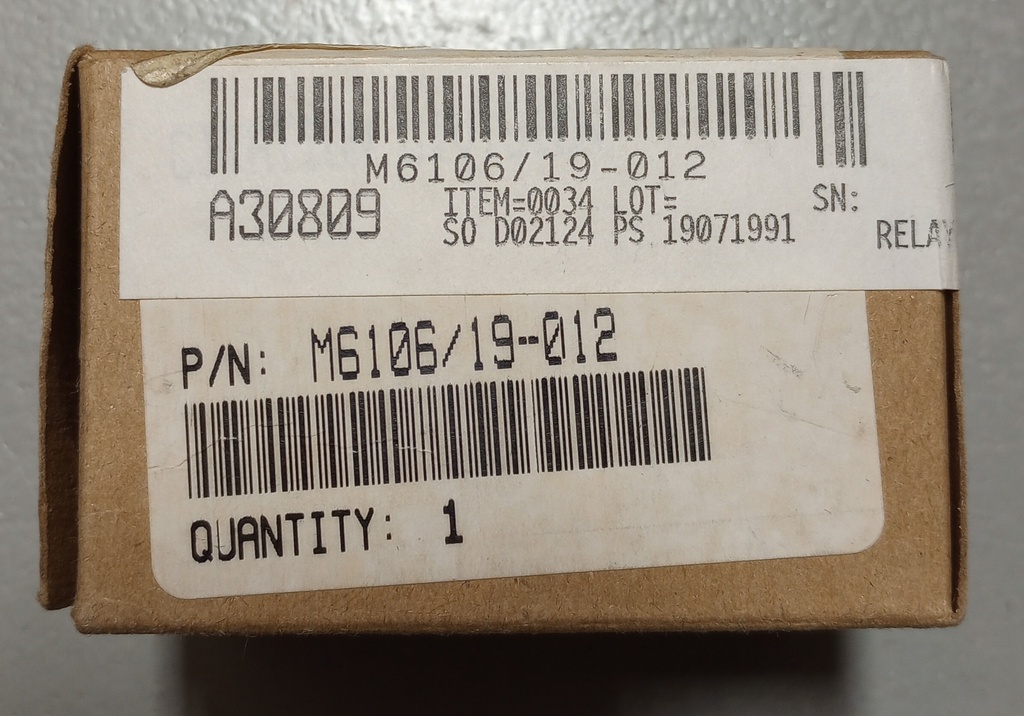 M6106/19-012
A30809
ITEM=0034 LOT=
SN:
SO D02124 PS 19071991
RELAY
P/N: M6106/19-012
QUANTITY: 1